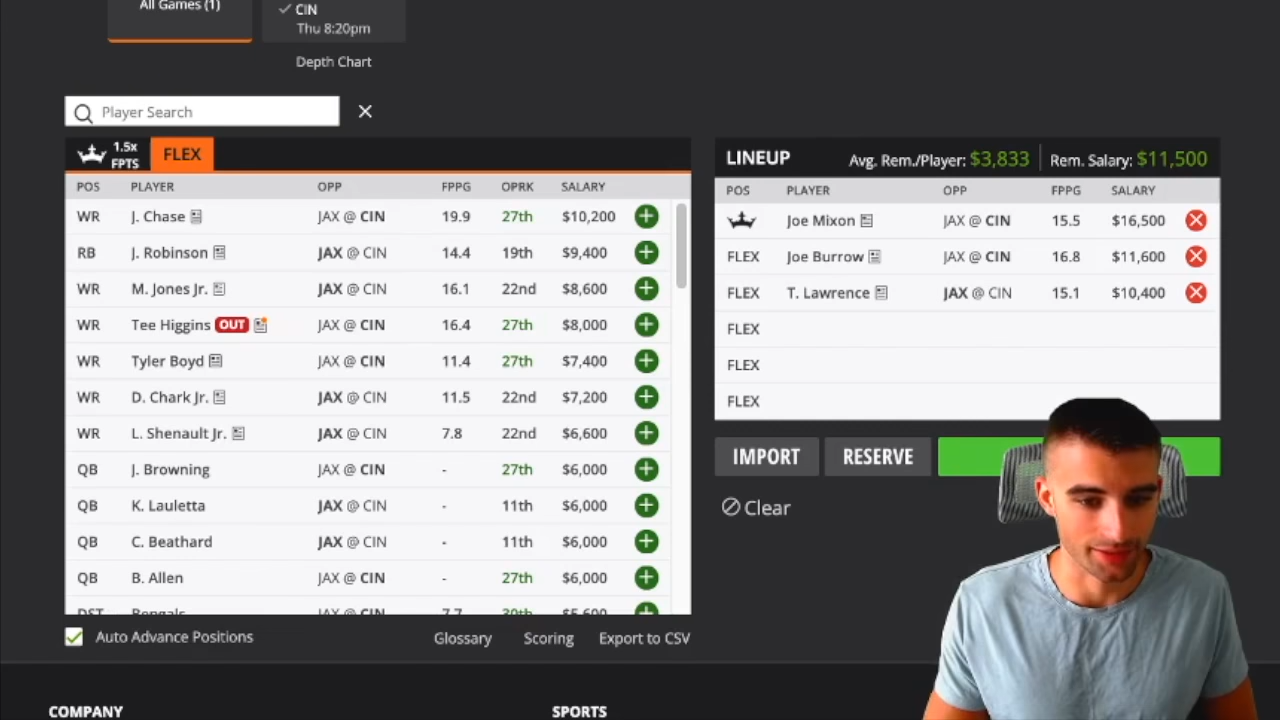 All Games (1)
CIN
Thu 8:20pm
Depth Chart
Player Search
1.5x
FPTS
FLEX
POS PLAYER OPP FPPG OPRK SALARY
WR J. Chase JAX @ CIN 19.9 27th $10,200
RB J. Robinson JAX @ CIN 14.4 19th $9,400
WR M. Jones Jr. JAX @ CIN 16.1 22nd $8,600
WR Tee Higgins OUT JAX @ CIN 16.4 27th $8,000
WR Tyler Boyd JAX @ CIN 11.4 27th $7,400
WR D. Chark Jr. JAX @ CIN 11.5 22nd $7,200
WR L. Shenault Jr. JAX @ CIN 7.8 22nd $6,600
QB J. Browning JAX @ CIN - 27th $6,000
QB K. Lauletta JAX @ CIN - 11th $6,000
QB C. Beathard JAX @ CIN - 11th $6,000
QB B. Allen JAX @ CIN - 27th $6,000
DST Bengals JAX @ CIN 7.7 30th $5,600
Auto Advance Positions
Glossary Scoring Export to CSV
LINEUP Avg. Rem./Player: $3,833 Rem. Salary: $11,500
POS PLAYER OPP FPPG SALARY
Joe Mixon JAX @ CIN 15.5 $16,500
FLEX Joe Burrow JAX @ CIN 16.8 $11,600
FLEX T. Lawrence JAX @ CIN 15.1 $10,400
FLEX
FLEX
FLEX
IMPORT RESERVE
Clear
COMPANY SPORTS